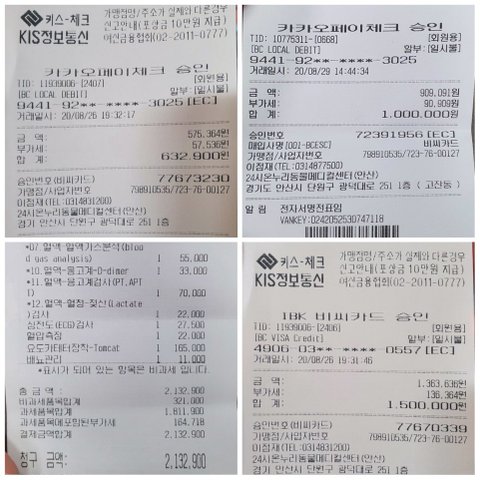 키스-체크
KIS정보통신
가맹점명/주소가 실제와 다른경우
신고안내(포상금 10만원 지급)
여신금융협회(02-2011-0777)
카카오페이체크 승인
TID: 11939006-[2407] [회원용]
[BC LOCAL DEBIT] 할부:[일시불]
9441-92**-****-3025[EC]
거래일시 : 20/08/26 19:32:17
금 액: 575,364원
부가세: 57,536원
합 계: 632,900원
승인번호(비씨카드) 77673230
가맹점/사업자번호 798910535/723-76-00127
이점재(TEL:0314831200)
24시온누리동물메디컬센터(안산)
경기 안산시 단원구 광덕대로 251 1층
카카오페이체크 승인
TID: 10775311-[0668] [회원용]
[BC LOCAL DEBIT] 할부:[일시불]
9441-92**-****-3025
거래일시 : 20/08/29 14:44:34
금 액: 909,091원
부가세: 90,909원
합 계: 1,000,000원
승인번호 72391956[EC]
매입사명[001-BCESC]
가맹점/사업자번호 798910535/723-76-00127
이점재(TEL:0314877500)
24시온누리동물메디컬센터(안산)
경기도 안산시 단원구 광덕대로 251 1층 (고잔동)
알 림 전자서명전표임
VANKEY:0242052530747118
*07.혈액-혈액가스분석(bloo
d gas analysis) 1 55,000
*10.혈액-응고계-D-dimer
1 33,000
*11.혈액-응고계검사(PT,APT
T) 1 70,000
*12.혈액-혈장-젖산(Lactate
)검사 1 22,000
심전도(ECG)검사 1 27,500
혈압측정 1 22,000
요도카테터장착-Tomcat 1 165,000
배뇨관리 1 11,000
*표시가 되어 있는 항목은 비과세 입니다.
총 금 액: 2,132,900
비과세품목합계 321,000
과세품목합계 1,811,900
과세품목에포함된부가세 164,718
결제금액합계 2,132,900
청구 금액: 2,132,900
키스-체크
KIS정보통신
가맹점명/주소가 실제와 다른경우
신고안내(포상금 10만원 지급)
여신금융협회(02-2011-0777)
IBK 비씨카드 승인
TID: 11939006-[2406] [회원용]
[BC VISA Credit] 할부:[일시불]
4906-03**-****-0557[EC]
거래일시 : 20/08/26 19:31:46
금 액: 1,363,636원
부가세: 136,364원
합 계: 1,500,000원
승인번호(비씨카드) 77670339
가맹점/사업자번호 798910535/723-76-00127
이점재(TEL:0314831200)
24시온누리동물메디컬센터(안산)
경기 안산시 단원구 광덕대로 251 1층